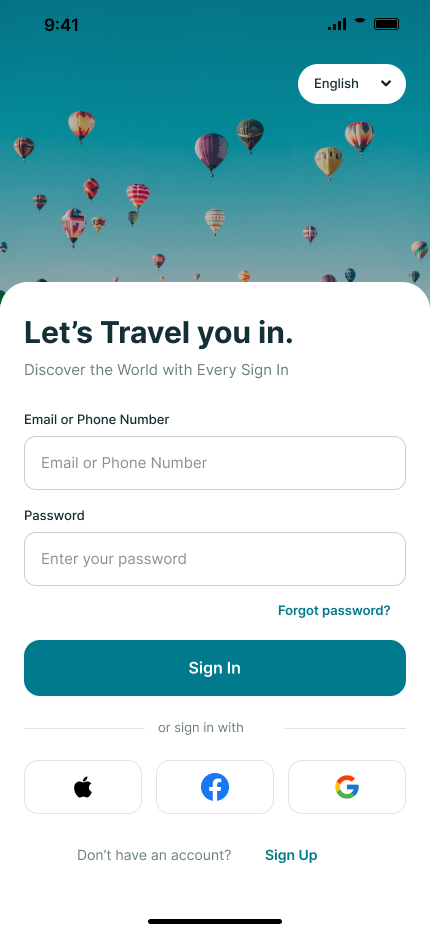 9:41
English
Let’s Travel you in.
Discover the World with Every Sign In
Email or Phone Number
Email or Phone Number
Password
Enter your password
Forgot password?
Sign In
or sign in with
Don’t have an account? Sign Up